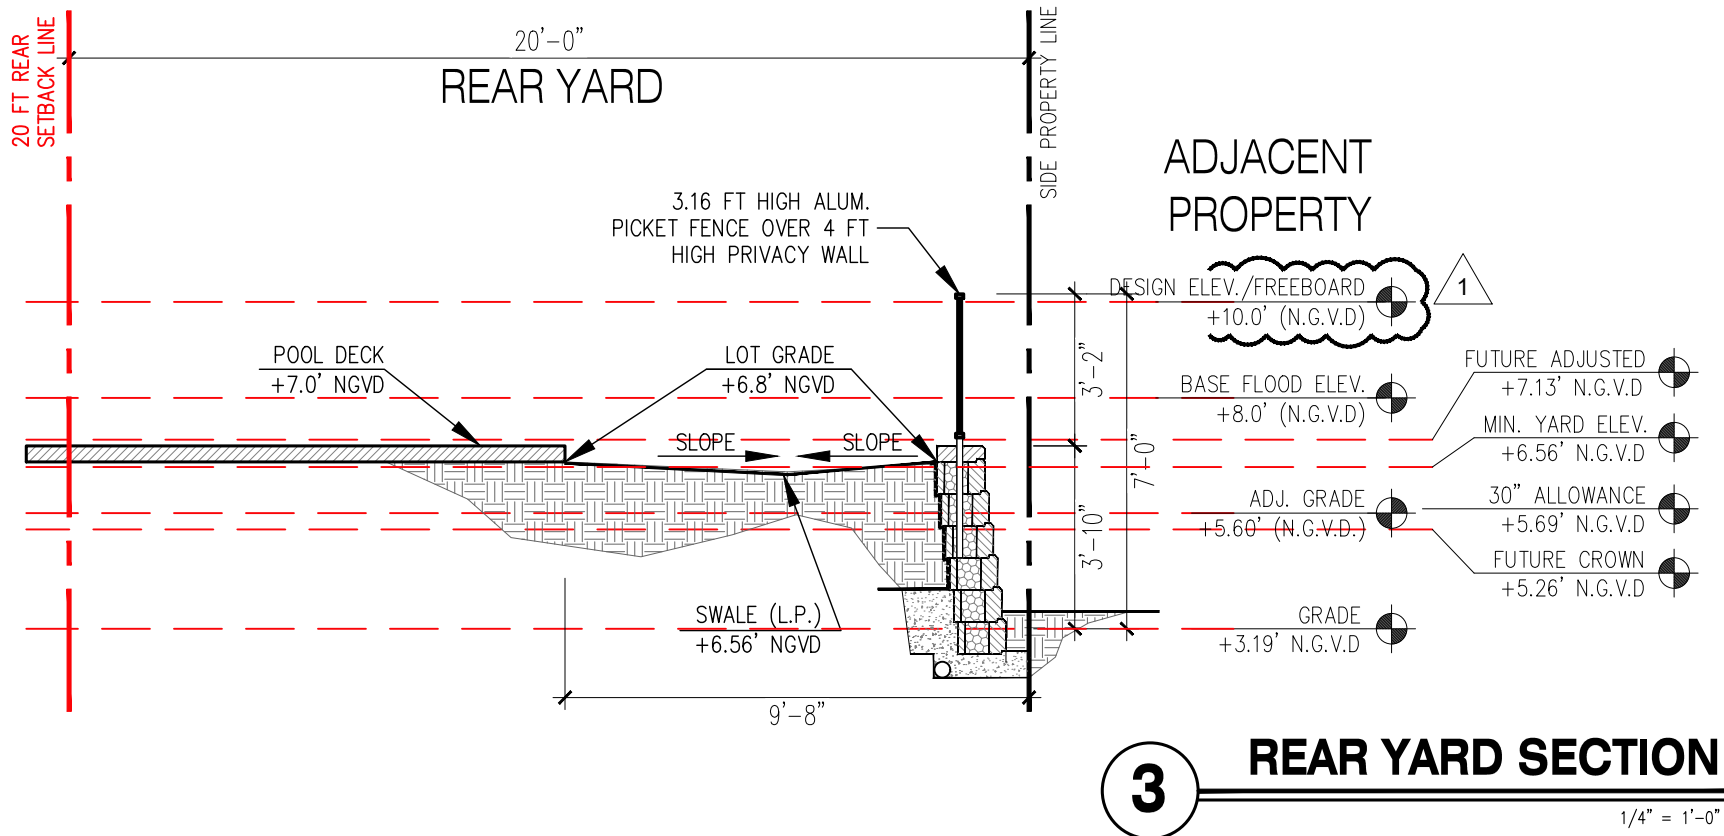 20 FT REAR
SETBACK LINE
20'-0"
REAR YARD
SIDE PROPERTY LINE
ADJACENT
PROPERTY
3.16 FT HIGH ALUM.
PICKET FENCE OVER 4 FT
HIGH PRIVACY WALL
DESIGN ELEV./FREEBOARD
+10.0' (N.G.V.D)
1
POOL DECK
+7.0' NGVD
LOT GRADE
+6.8' NGVD
3'-2"
BASE FLOOD ELEV.
+8.0' (N.G.V.D)
FUTURE ADJUSTED
+7.13' N.G.V.D
MIN. YARD ELEV.
+6.56' N.G.V.D
SLOPE
SLOPE
7'-0"
3'-10"
ADJ. GRADE
+5.60' (N.G.V.D.)
30" ALLOWANCE
+5.69' N.G.V.D
FUTURE CROWN
+5.26' N.G.V.D
SWALE (L.P.)
+6.56' NGVD
GRADE
+3.19' N.G.V.D
9'-8"
3
REAR YARD SECTION
1/4" = 1'-0"